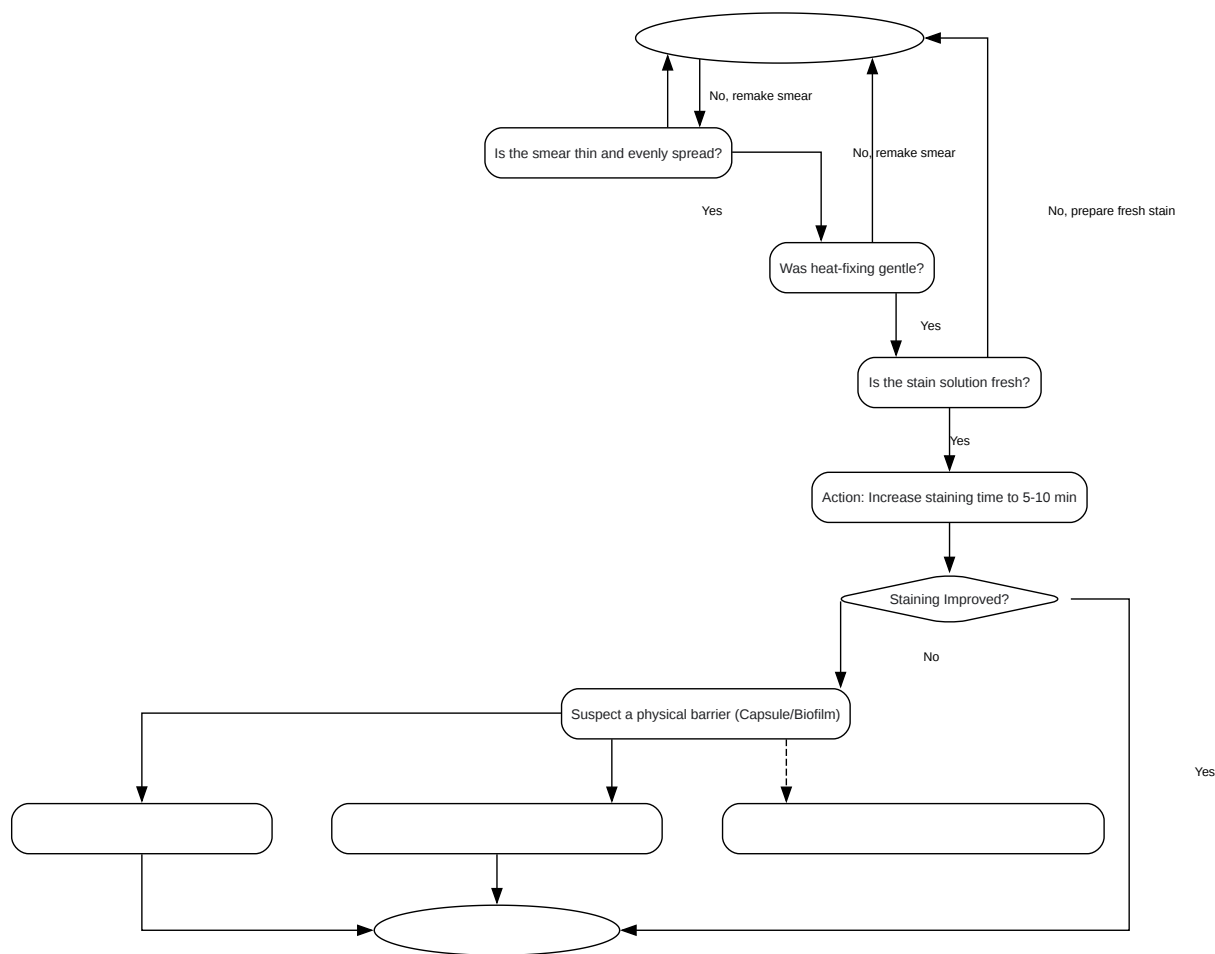 No, remake smear
Is the smear thin and evenly spread?
No, remake smear
Yes
No, prepare fresh stain
Was heat-fixing gentle?
Yes
Is the stain solution fresh?
Yes
Action: Increase staining time to 5-10 min
Staining Improved?
No
Suspect a physical barrier (Capsule/Biofilm)
Yes